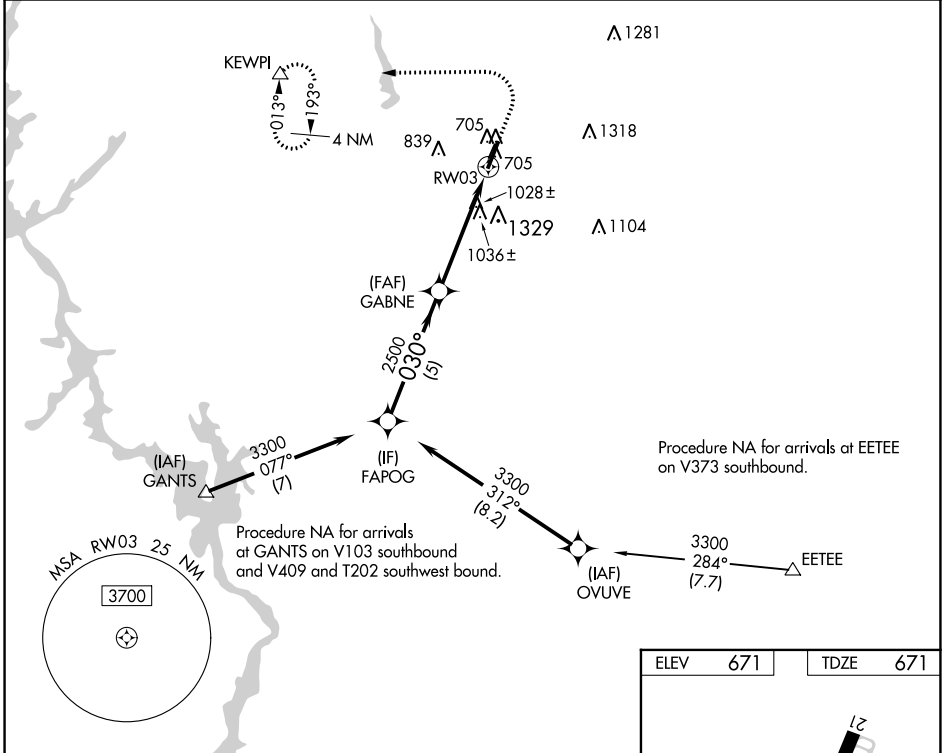 1281
KEWPI
013°
193°
4 NM
705
839
1318
705
RW03
1028±
1329
1104
1036±
(FAF)
GABNE
2500
030°
(5)
3300
077°
(7)
(IAF)
GANTS
(IF)
FAPOG
Procedure NA for arrivals at EETEE
on V373 southbound.
3300
312°
(8.2)
Procedure NA for arrivals
at GANTS on V103 southbound
and V409 and T202 southwest bound.
3300
284°
(7.7)
EETEE
(IAF)
OVUVE
MSA RW03 25 NM
3700
ELEV 671
TDZE 671
21